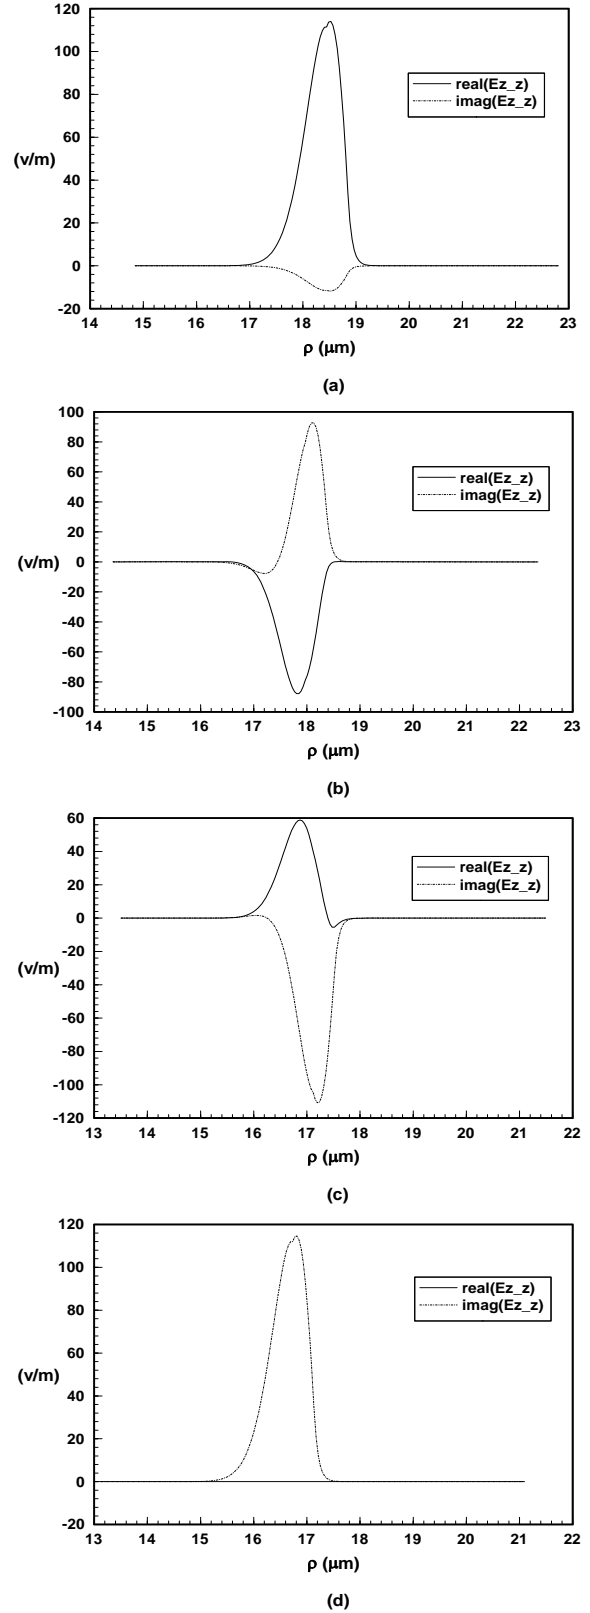 120
100
80
real(Ez_z)
imag(Ez_z)
60
(v/m)
40
20
0
-20
14 15 16 17 18 19 20 21 22 23
ρ (μm)
(a)
100
80
60
real(Ez_z)
imag(Ez_z)
40
20
(v/m)
0
-20
-40
-60
-80
-100
14 15 16 17 18 19 20 21 22 23
ρ (μm)
(b)
60
40
real(Ez_z)
imag(Ez_z)
20
0
-20
(v/m)
-40
-60
-80
-100
-120
13 14 15 16 17 18 19 20 21 22
ρ (μm)
(c)
120
100
real(Ez_z)
imag(Ez_z)
80
60
(v/m)
40
20
0
-20
13 14 15 16 17 18 19 20 21 22
ρ (μm)
(d)